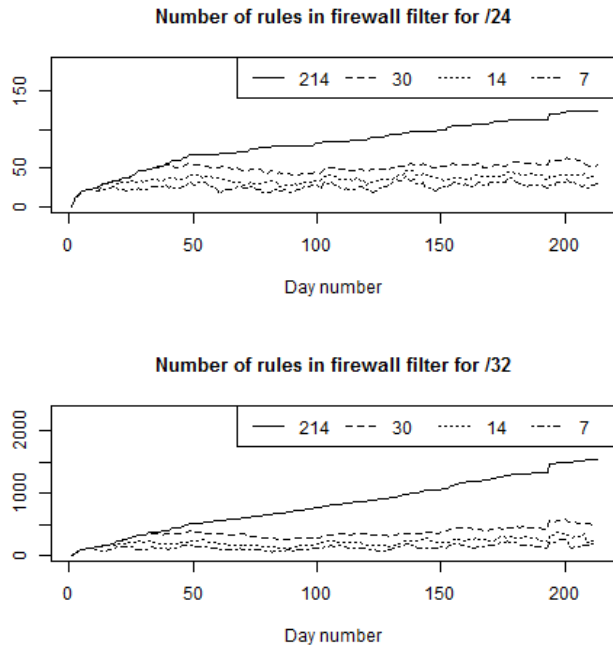 Number of rules in firewall filter for /24
214 30 14 7
150
50
0
0 50 100 150 200
Day number
Number of rules in firewall filter for /32
214 30 14 7
2000
1000
0
0 50 100 150 200
Day number